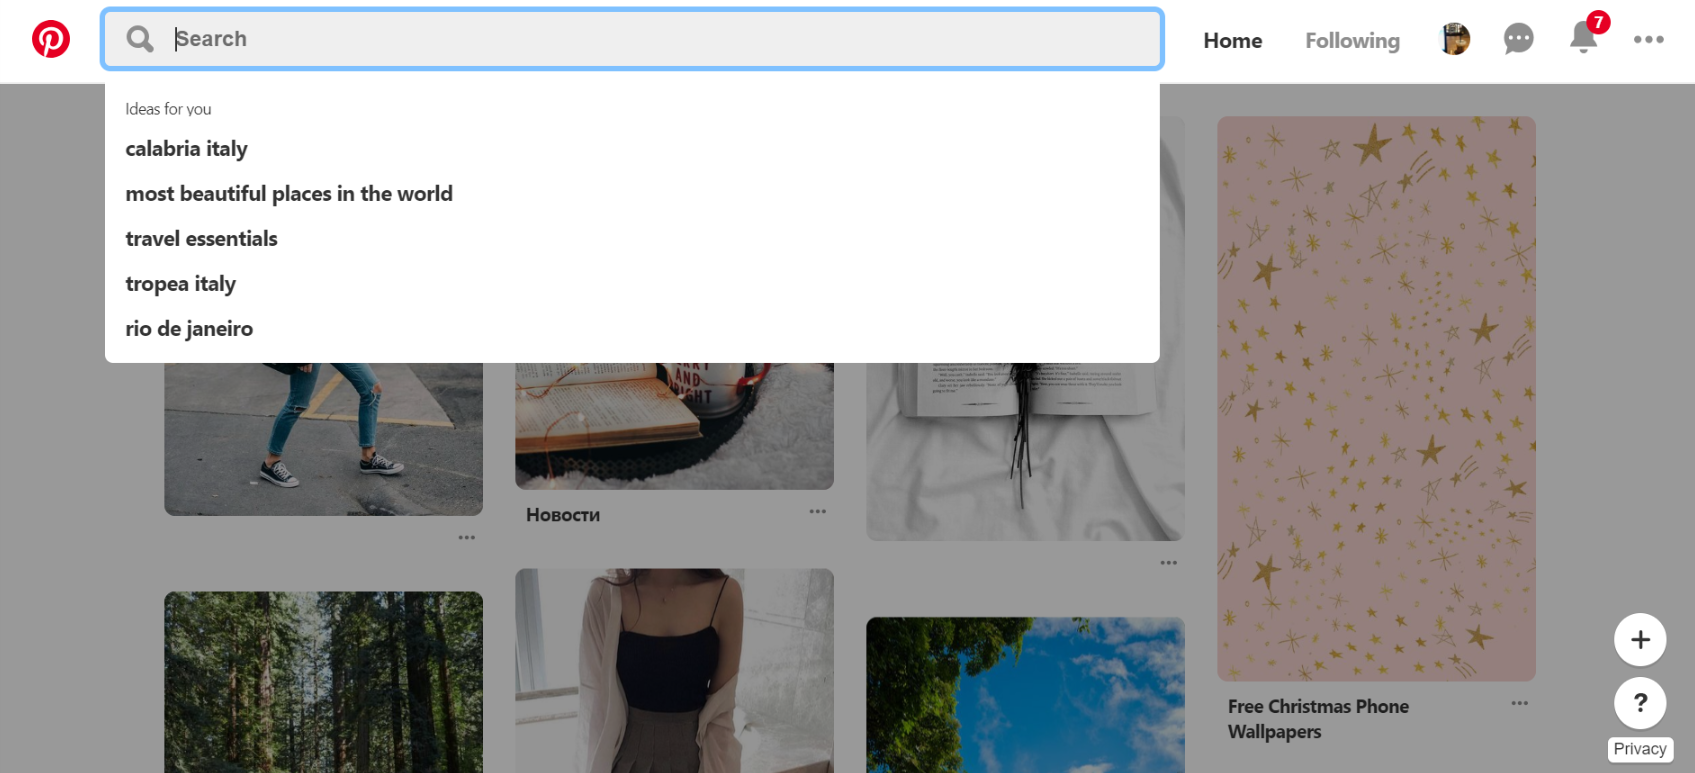 Search
Home
Following
7
Ideas for you
calabria italy
most beautiful places in the world
travel essentials
tropea italy
rio de janeiro
AND
Новости
Free Christmas Phone
Wallpapers
+
?
Privacy